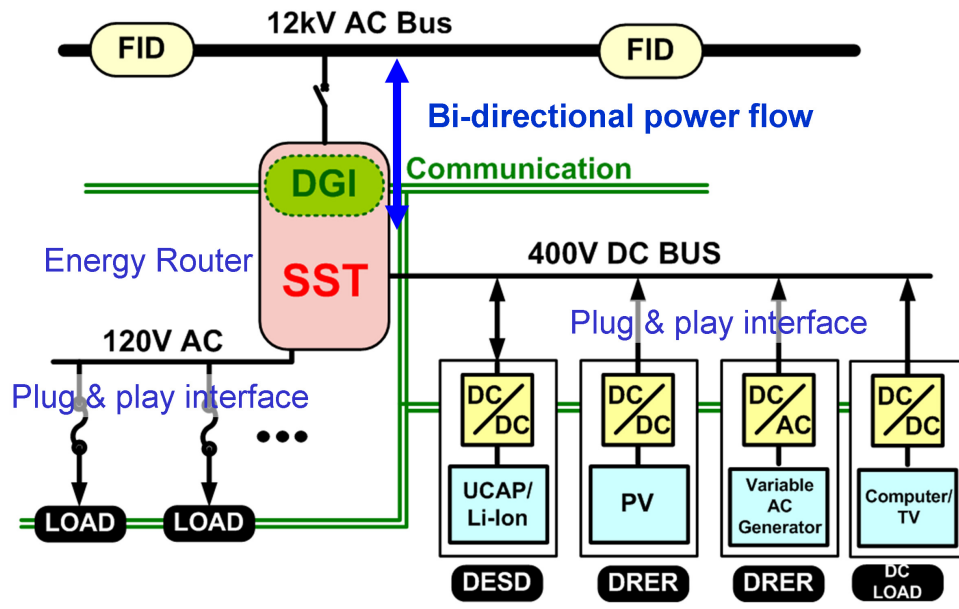 12kV AC Bus
FID
FID
Bi-directional power flow
DGI
Communication
Energy Router
SST
400V DC BUS
120V AC
Plug & play interface
Plug & play interface
DC
DC
DC
DC
DC
AC
DC
DC
UCAP/
Li-Ion
PV
Variable
AC
Generator
Computer/
TV
LOAD
LOAD
DESD
DRER
DRER
DC
LOAD